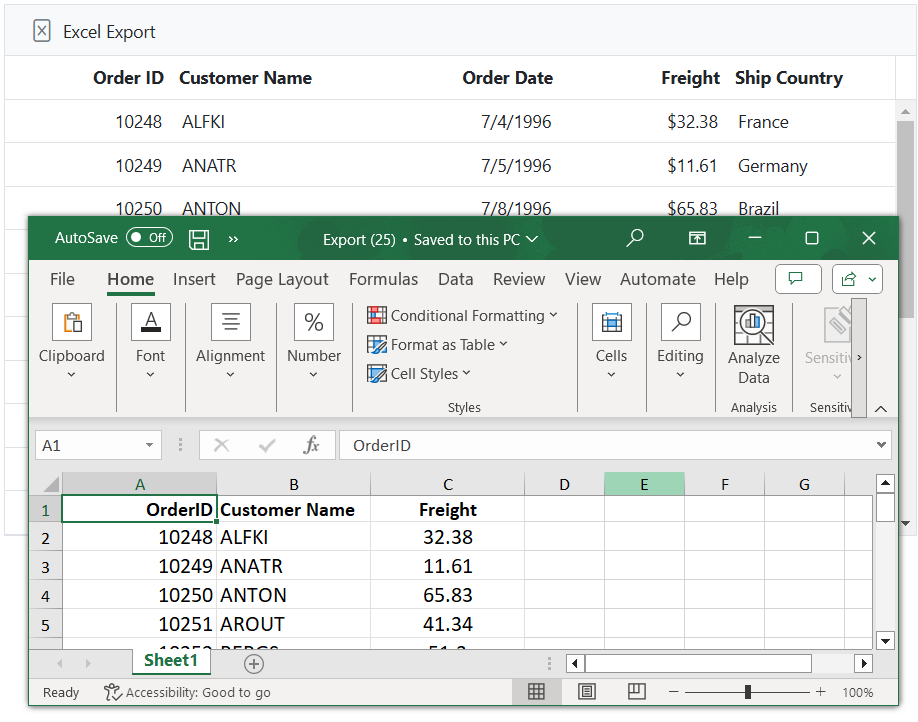 Excel Export
Order ID Customer Name Order Date Freight Ship Country
10248 ALFKI 7/4/1996 $32.38 France
10249 ANATR 7/5/1996 $11.61 Germany
10250 ANTON 7/8/1996 $65.83 Brazil
AutoSave Off » Export (25) • Saved to this PC
File Home Insert Page Layout Formulas Data Review View Automate Help
Conditional Formatting
Format as Table
Cell Styles
Clipboard Font Alignment Number Cells Editing Analyze Data
Styles Analysis
A1 fx OrderID
A B C D E F G
1 OrderID Customer Name Freight
2 10248 ALFKI 32.38
3 10249 ANATR 11.61
4 10250 ANTON 65.83
5 10251 AROUT 41.34
Sheet1
Ready Accessibility: Good to go 100%